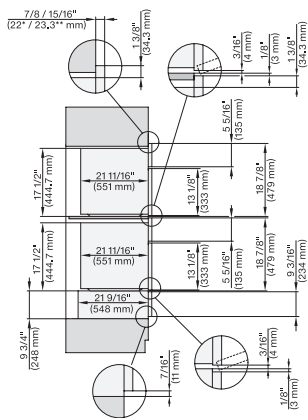 7/8 / 15/16"
(22* / 23.3** mm)
1 3/8"
(34.3 mm)
3/16"
(4 mm)
1/8"
(3 mm)
1 3/8"
(34.3 mm)
5 5/16"
(135 mm)
17 1/2"
(444.7 mm)
21 11/16"
(551 mm)
13 1/8"
(333 mm)
18 7/8"
(479 mm)
17 1/2"
(444.7 mm)
21 11/16"
(551 mm)
13 1/8"
(333 mm)
5 5/16"
(135 mm)
18 7/8"
(479 mm)
9 3/16"
(234 mm)
21 9/16"
(548 mm)
9 3/4"
(248 mm)
7/16"
(11 mm)
3/16"
(4 mm)
1/8"
(3 mm)